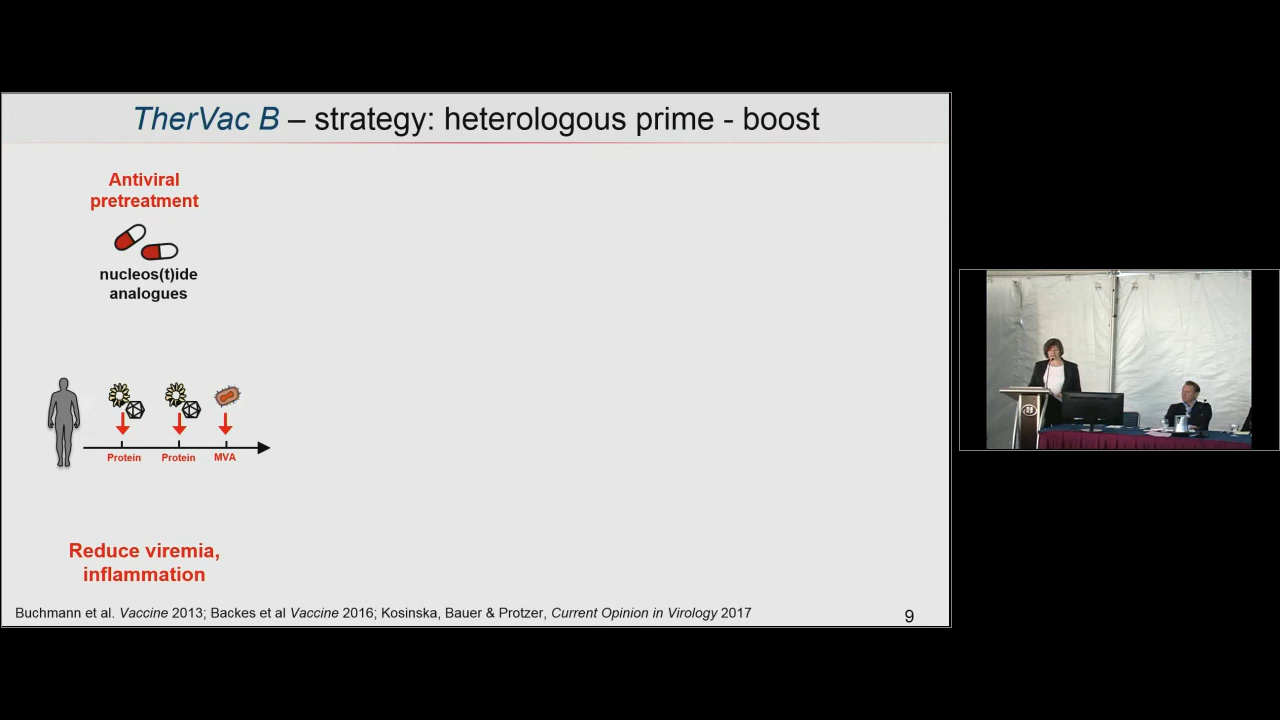 TherVac B – strategy: heterologous prime - boost
Antiviral
pretreatment
nucleos(t)ide
analogues
Protein Protein MVA
Reduce viremia,
inflammation
Buchmann et al. Vaccine 2013; Backes et al Vaccine 2016; Kosinska, Bauer & Protzer, Current Opinion in Virology 2017
9